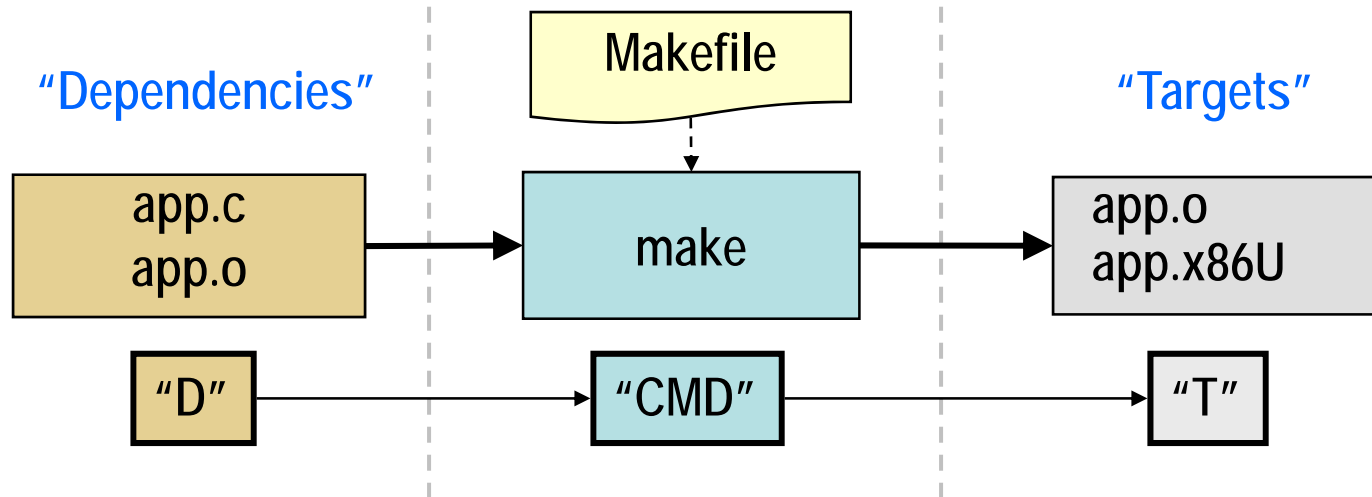 Makefile
“Dependencies”
“Targets”
app.c
app.o
make
app.o
app.x86U
“D”
“CMD”
“T”